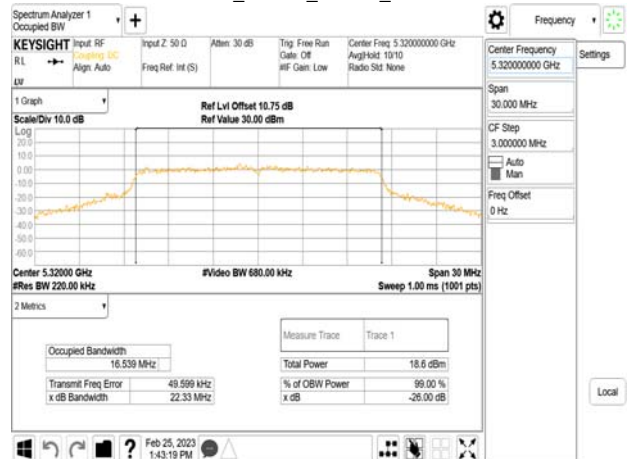 Spectrum Analyzer 1
Occupied BW
Frequency
KEYSIGHT Input: RF Input Z: 50 Ω Atten: 30 dB Trig: Free Run Center Freq: 5.320000000 GHz
RL Coupling: DC Gate: Off Avg|Hold: 10/10
Align: Auto Freq Ref: Int (S) #IF Gain: Low Radio Std: None
Center Frequency
5.320000000 GHz
Settings
Span
30.000 MHz
CF Step
3.000000 MHz
Auto
Man
Freq Offset
0 Hz
1 Graph
Ref Lvl Offset 10.75 dB
Scale/Div 10.0 dB Ref Value 30.00 dBm
Log
20.0
10.0
0.00
-10.0
-20.0
-30.0
-40.0
-50.0
-60.0
Center 5.32000 GHz #Video BW 680.00 kHz Span 30 MHz
#Res BW 220.00 kHz Sweep 1.00 ms (1001 pts)
2 Metrics
Measure Trace Trace 1
Occupied Bandwidth
16.539 MHz
Total Power 18.6 dBm
Transmit Freq Error 49.599 kHz % of OBW Power 99.00 %
x dB Bandwidth 22.33 MHz x dB -26.00 dB
Local
Feb 25, 2023
1:43:19 PM